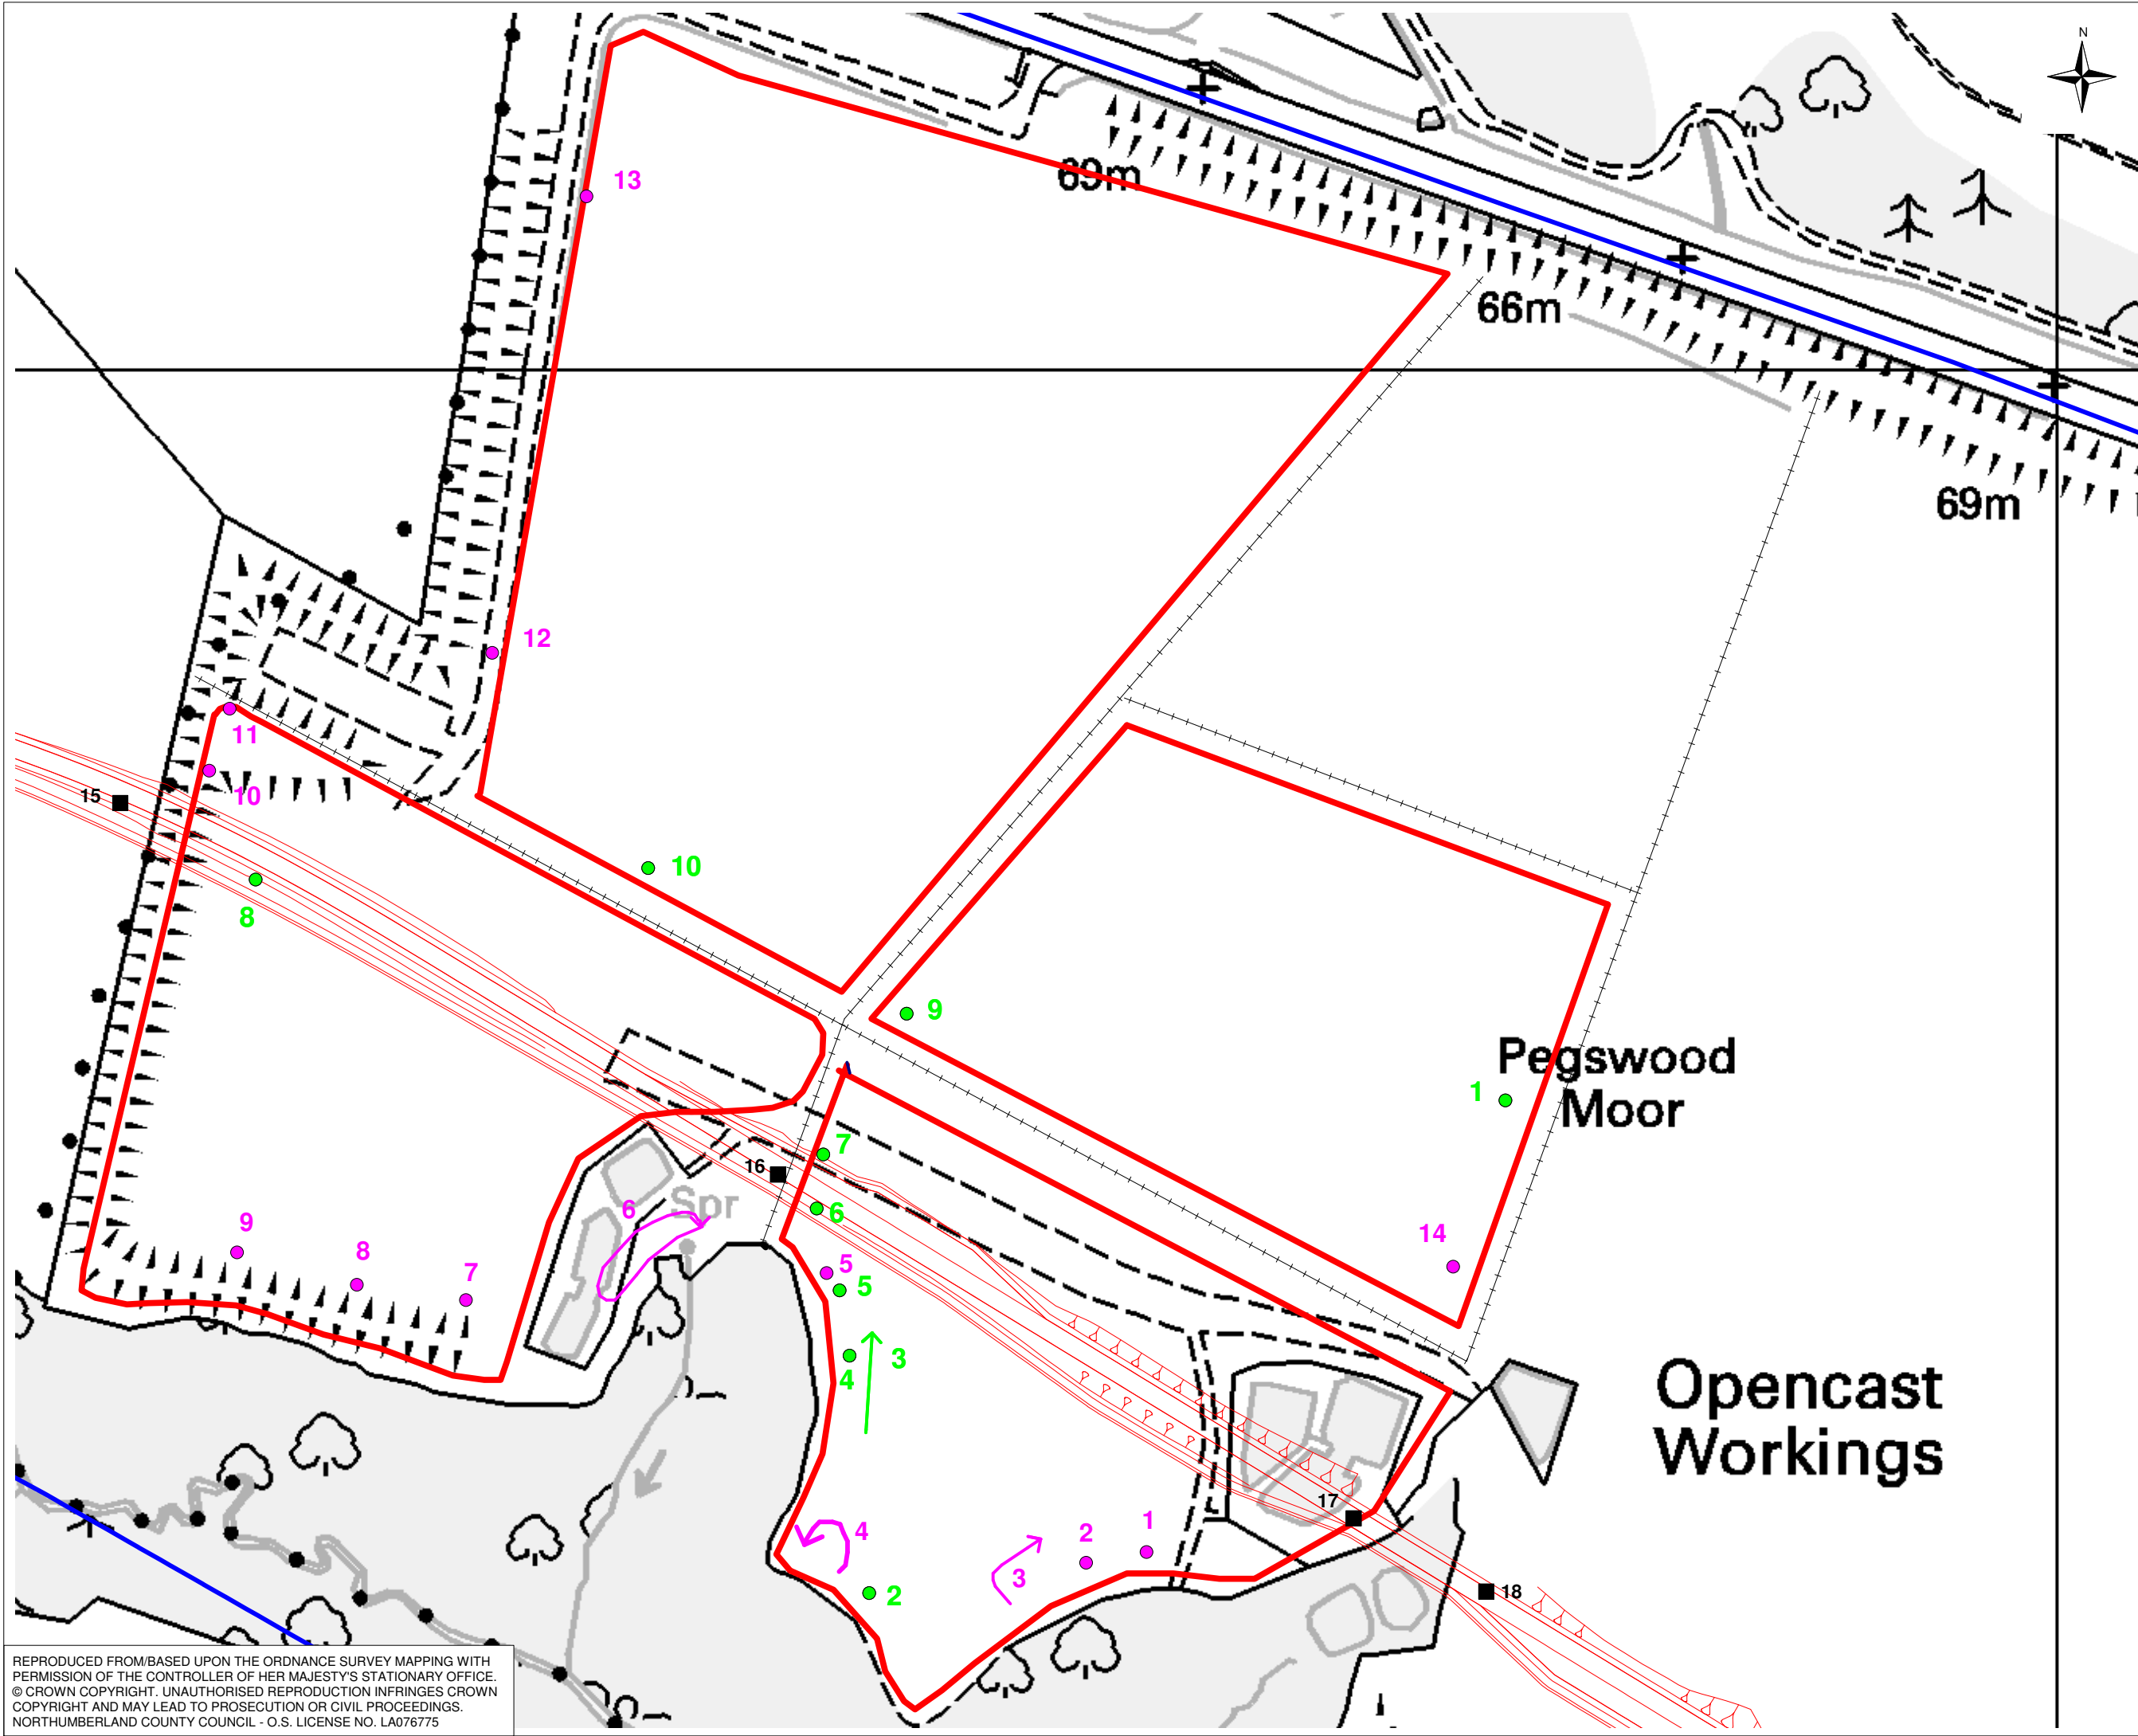 N
13
69m
66m
69m
12
11
10
15
8
10
9
Pegswood
Moor
1
7
16
Spr
6
6
9
8
7
5
5
14
3
4
Opencast
Workings
17
4
3
2
1
2
18
REPRODUCED FROM/BASED UPON THE ORDNANCE SURVEY MAPPING WITH
PERMISSION OF THE CONTROLLER OF HER MAJESTY'S STATIONARY OFFICE.
© CROWN COPYRIGHT. UNAUTHORISED REPRODUCTION INFRINGES CROWN
COPYRIGHT AND MAY LEAD TO PROSECUTION OR CIVIL PROCEEDINGS.
NORTHUMBERLAND COUNTY COUNCIL - O.S. LICENSE NO. LA076775